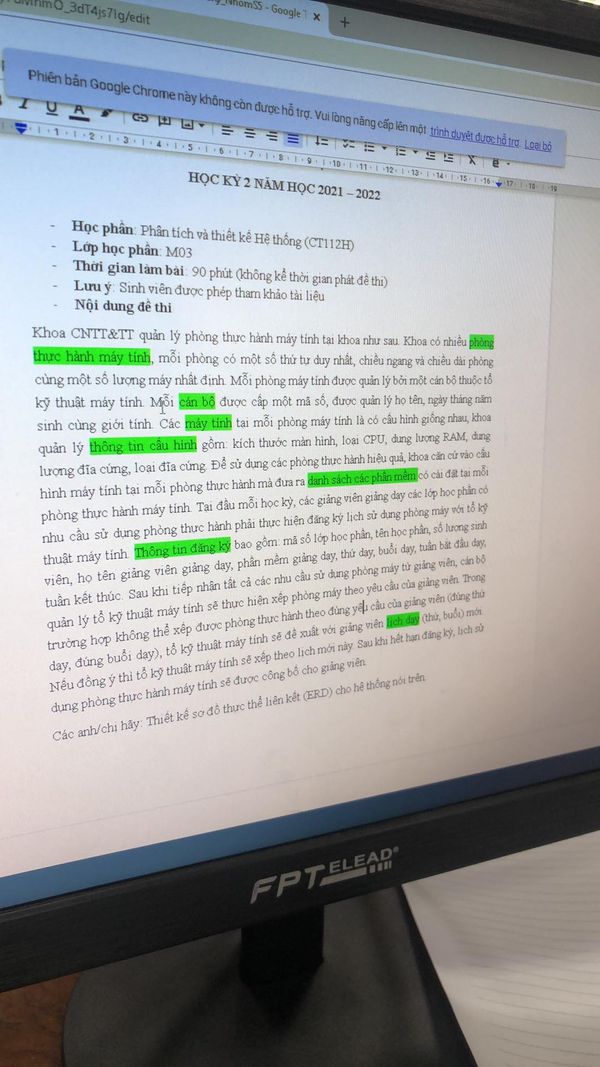 _3dT4js71g/edit
NhomS5 - Google
Phiên bản Google Chrome này không còn được hỗ trợ. Vui lòng nâng cấp lên một trình duyệt được hỗ trợ. Loại bỏ
1 2 3 4 5 6 7 8 9 10 11 12 13 14 15 16 17 18 19
HỌC KỲ 2 NĂM HỌC 2021 – 2022
- Học phần: Phân tích và thiết kế Hệ thống (CT112H)
- Lớp học phần: M03
- Thời gian làm bài: 90 phút (không kể thời gian phát đề thi)
- Lưu ý: Sinh viên được phép tham khảo tài liệu
- Nội dung đề thi
Khoa CNTT&TT quản lý phòng thực hành máy tính tại khoa như sau. Khoa có nhiều phòng
thực hành máy tính, mỗi phòng có một số thứ tự duy nhất, chiều ngang và chiều dài phòng
cùng một số lượng máy nhất định. Mỗi phòng máy tính được quản lý bởi một cán bộ thuộc tổ
kỹ thuật máy tính. Mỗi cán bộ được cấp một mã số, được quản lý họ tên, ngày tháng năm
sinh cùng giới tính. Các máy tính tại mỗi phòng máy tính là có cấu hình giống nhau, khoa
quản lý thông tin cấu hình gồm: kích thước màn hình, loại CPU, dung lượng RAM, dung
lượng đĩa cứng, loại đĩa cứng. Để sử dụng các phòng thực hành hiệu quả, khoa căn cứ vào cấu
hình máy tính tại mỗi phòng thực hành mà đưa ra danh sách các phần mềm có cài đặt tại mỗi
phòng thực hành máy tính. Tại đầu mỗi học kỳ, các giảng viên giảng dạy các lớp học phần có
nhu cầu sử dụng phòng thực hành phải thực hiện đăng ký lịch sử dụng phòng máy với tổ kỹ
thuật máy tính. Thông tin đăng ký bao gồm: mã số lớp học phần, tên học phần, số lượng sinh
viên, họ tên giảng viên giảng dạy, phần mềm giảng dạy, thứ dạy, buổi dạy, tuần bắt đầu dạy,
tuần kết thúc. Sau khi tiếp nhận tất cả các nhu cầu sử dụng phòng máy từ giảng viên, cán bộ
quản lý tổ kỹ thuật máy tính sẽ thực hiện xếp phòng máy theo yêu cầu của giảng viên. Trong
trường hợp không thể xếp được phòng thực hành theo đúng yêu cầu của giảng viên (đúng thứ
dạy, đúng buổi dạy), tổ kỹ thuật máy tính sẽ đề xuất với giảng viên lịch dạy (thứ, buổi) mới.
Nếu đồng ý thì tổ kỹ thuật máy tính sẽ xếp theo lịch mới này. Sau khi hết hạn đăng ký, lịch sử
dụng phòng thực hành máy tính sẽ được công bố cho giảng viên.
Các anh/chị hãy: Thiết kế sơ đồ thực thể liên kết (ERD) cho hệ thống nói trên
FPT ELEAD